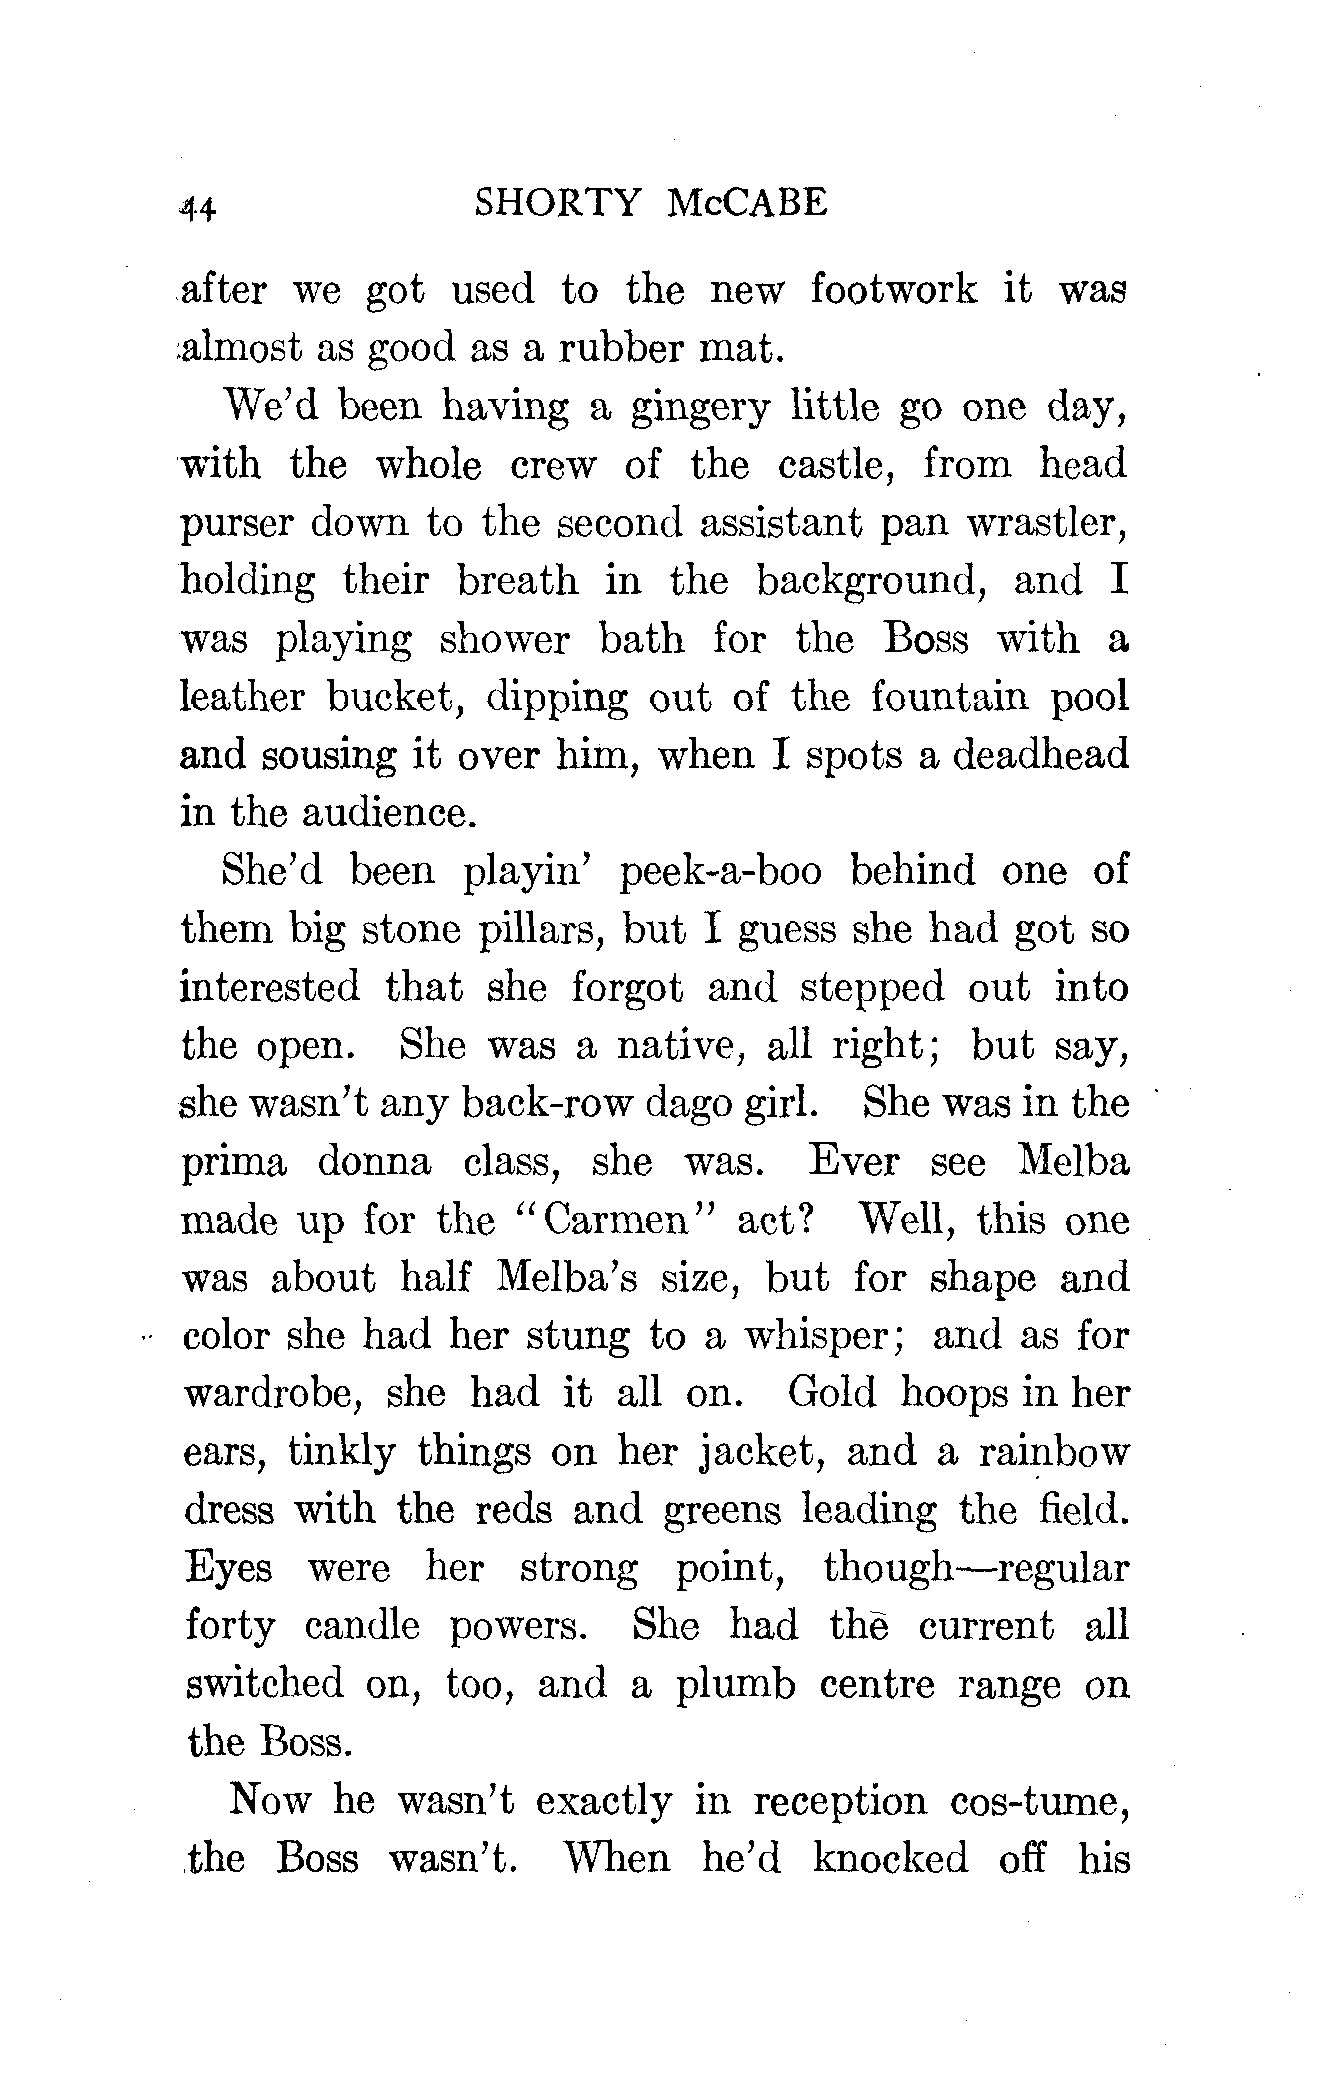 44 SHORTY McCABE
after we got used to the new footwork it was
almost as good as a rubber mat.
We'd been having a gingery little go one day,
with the whole crew of the castle, from head
purser down to the second assistant pan wrastler,
holding their breath in the background, and I
was playing shower bath for the Boss with a
leather bucket, dipping out of the fountain pool
and sousing it over him, when I spots a deadhead
in the audience.
She'd been playin' peek-a-boo behind one of
them big stone pillars, but I guess she had got so
interested that she forgot and stepped out into
the open. She was a native, all right; but say,
she wasn't any back-row dago girl. She was in the
prima donna class, she was. Ever see Melba
made up for the "Carmen" act? Well, this one
was about half Melba's size, but for shape and
color she had her stung to a whisper; and as for
wardrobe, she had it all on. Gold hoops in her
ears, tinkly things on her jacket, and a rainbow
dress with the reds and greens leading the field.
Eyes were her strong point, though—regular
forty candle powers. She had the current all
switched on, too, and a plumb centre range on
the Boss.
Now he wasn't exactly in reception cos-tume,
the Boss wasn't. When he'd knocked off his